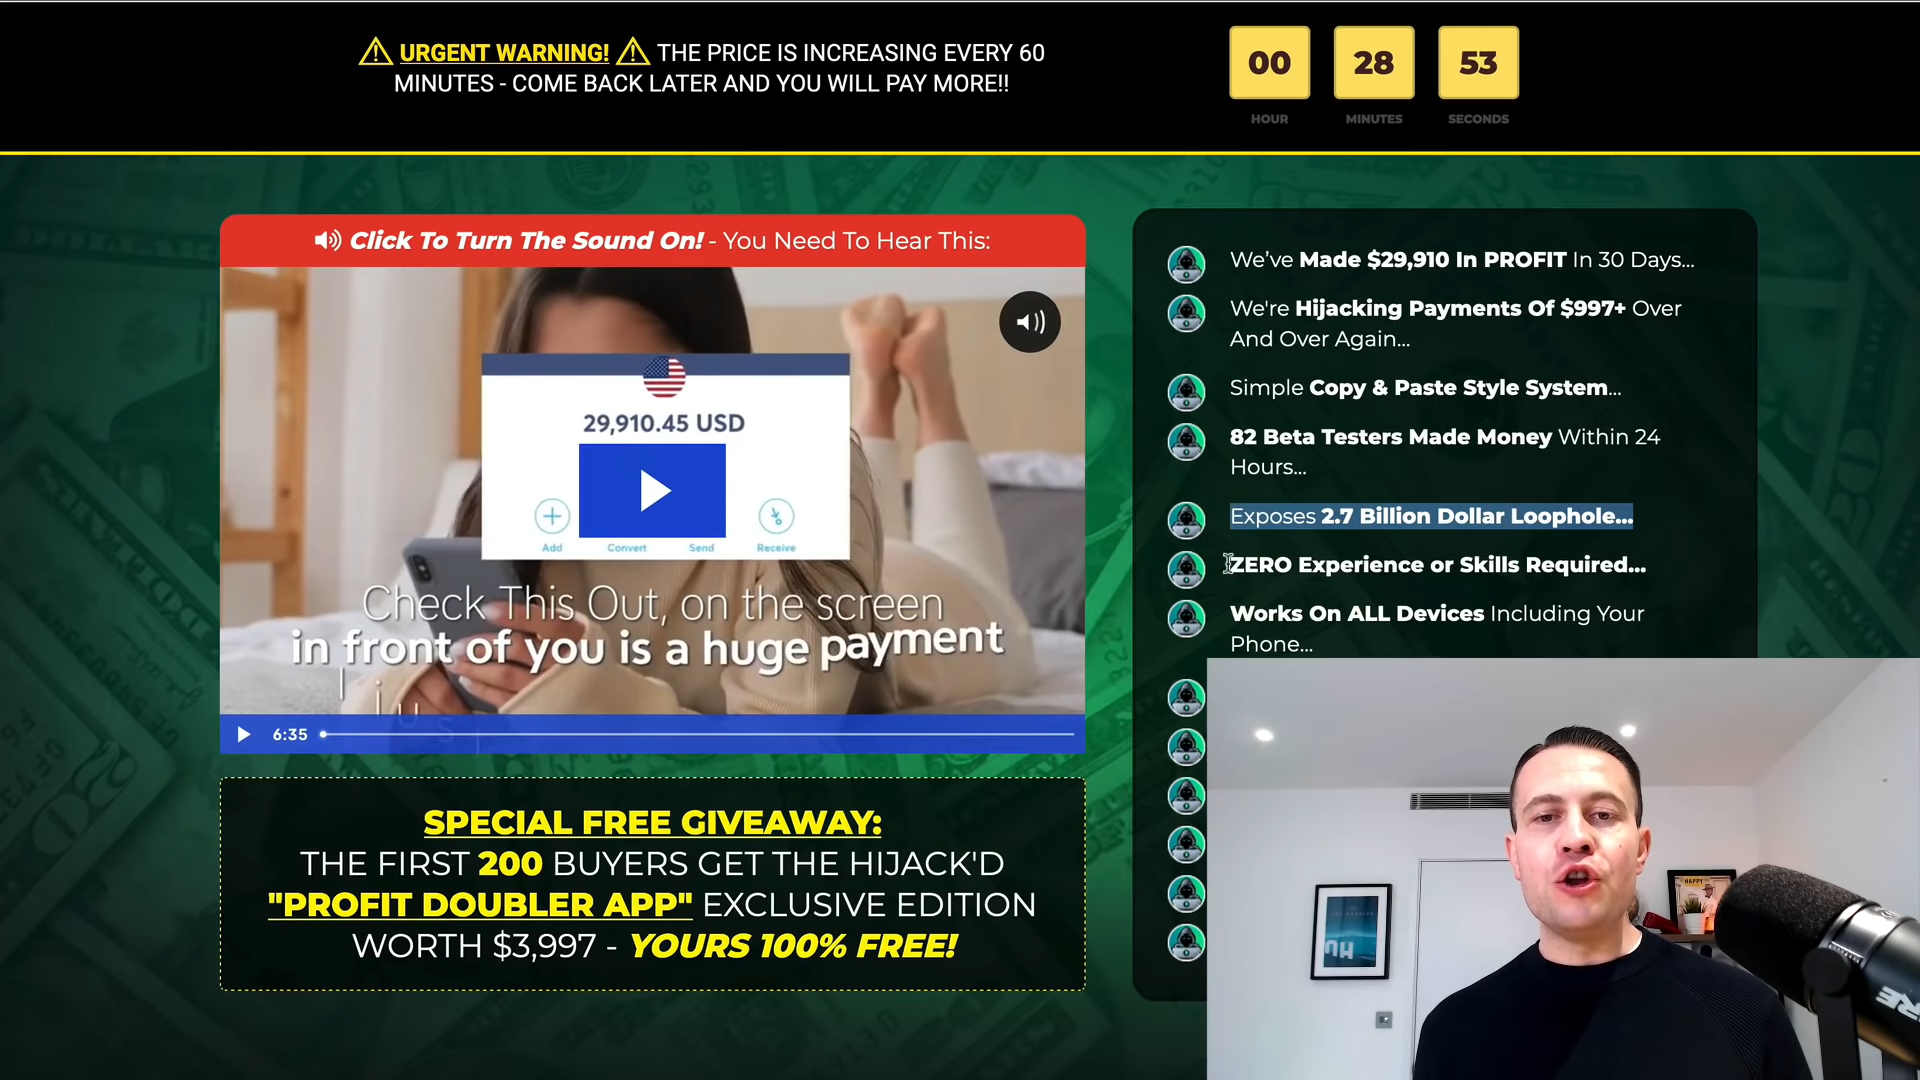 URGENT WARNING! THE PRICE IS INCREASING EVERY 60
MINUTES - COME BACK LATER AND YOU WILL PAY MORE!!
00 28 53
HOUR MINUTES SECONDS
Click To Turn The Sound On! - You Need To Hear This:
29,910.45 USD
Add Convert Send Receive
Check This Out, on the screen
in front of you is a huge payment
6:35
SPECIAL FREE GIVEAWAY:
THE FIRST 200 BUYERS GET THE HIJACK'D
"PROFIT DOUBLER APP" EXCLUSIVE EDITION
WORTH $3,997 - YOURS 100% FREE!
We've Made $29,910 In PROFIT In 30 Days...
We're Hijacking Payments Of $997+ Over
And Over Again...
Simple Copy & Paste Style System...
82 Beta Testers Made Money Within 24
Hours...
Exposes 2.7 Billion Dollar Loophole...
ZERO Experience or Skills Required...
Works On ALL Devices Including Your
Phone...
HAPPY